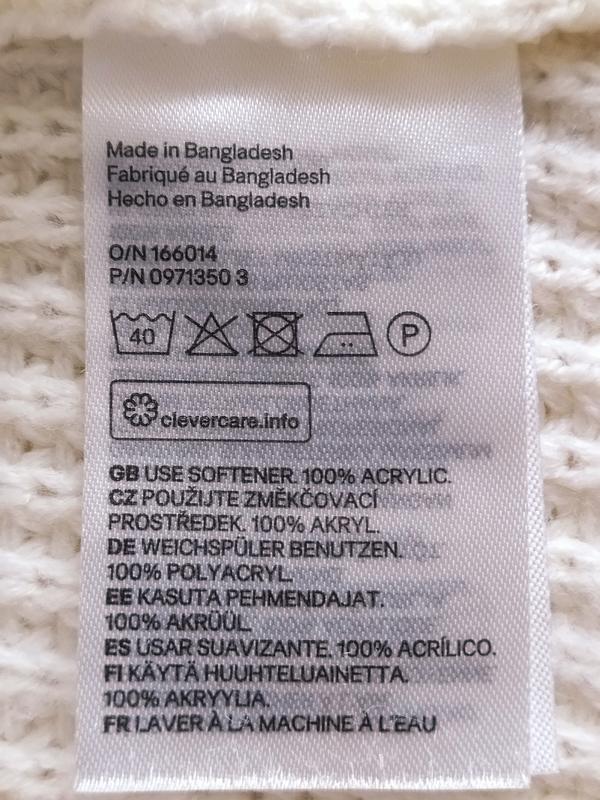 Made in Bangladesh
Fabriqué au Bangladesh
Hecho en Bangladesh
O/N 166014
P/N 0971350 3
40 P
clevercare.info
GB USE SOFTENER. 100% ACRYLIC.
CZ POUŽIJTE ZMĚKČOVACÍ
PROSTŘEDEK. 100% AKRYL.
DE WEICHSPÜLER BENUTZEN.
100% POLYACRYL.
EE KASUTA PEHMENDAJAT.
100% AKRÜÜL.
ES USAR SUAVIZANTE. 100% ACRÍLICO.
FI KÄYTÄ HUUHTELUAINETTA.
100% AKRYYLIA.
FR LAVER À LA MACHINE À L'EAU